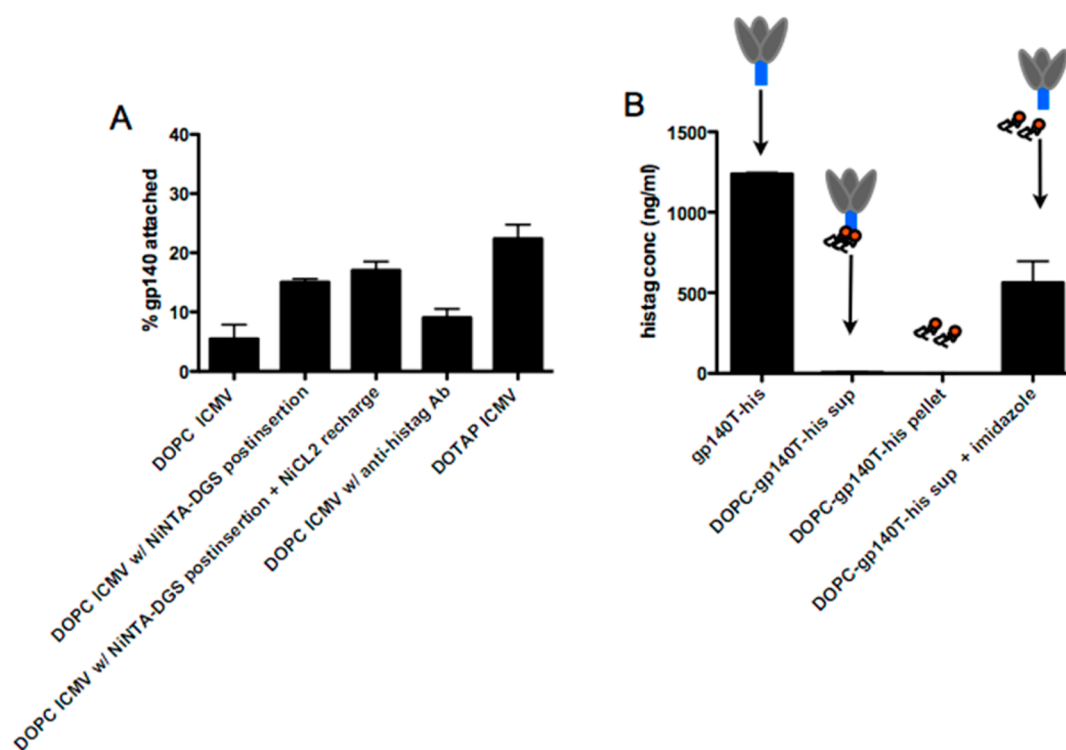 A
% gp140 attached
40
30
20
10
0
DOPC ICMV
DOPC ICMV w/ NiNTA-DGS postinsertion
DOPC ICMV w/ NiNTA-DGS postinsertion + NiCL2 recharge
DOPC ICMV w/ anti-histag Ab
DOTAP ICMV
B
histag conc (ng/ml)
1500
1000
500
0
gp140T-his
DOPC-gp140T-his sup
DOPC-gp140T-his pellet
DOPC-gp140T-his sup + imidazole